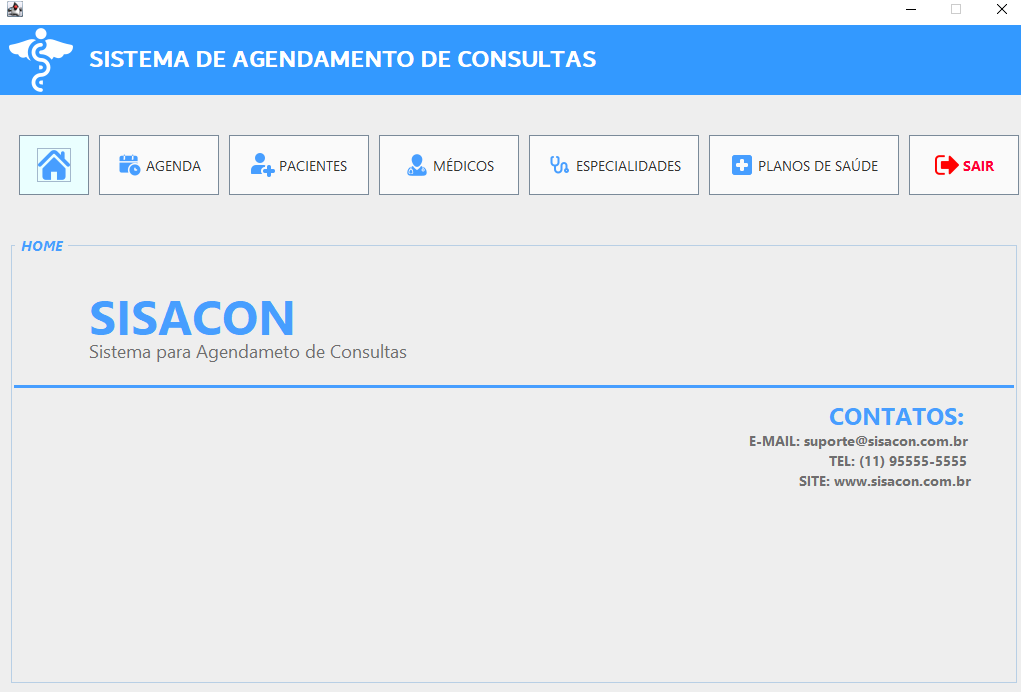 SISTEMA DE AGENDAMENTO DE CONSULTAS
AGENDA
PACIENTES
MÉDICOS
ESPECIALIDADES
PLANOS DE SAÚDE
SAIR
HOME
SISACON
Sistema para Agendameto de Consultas
CONTATOS:
E-MAIL: suporte@sisacon.com.br
TEL: (11) 95555-5555
SITE: www.sisacon.com.br